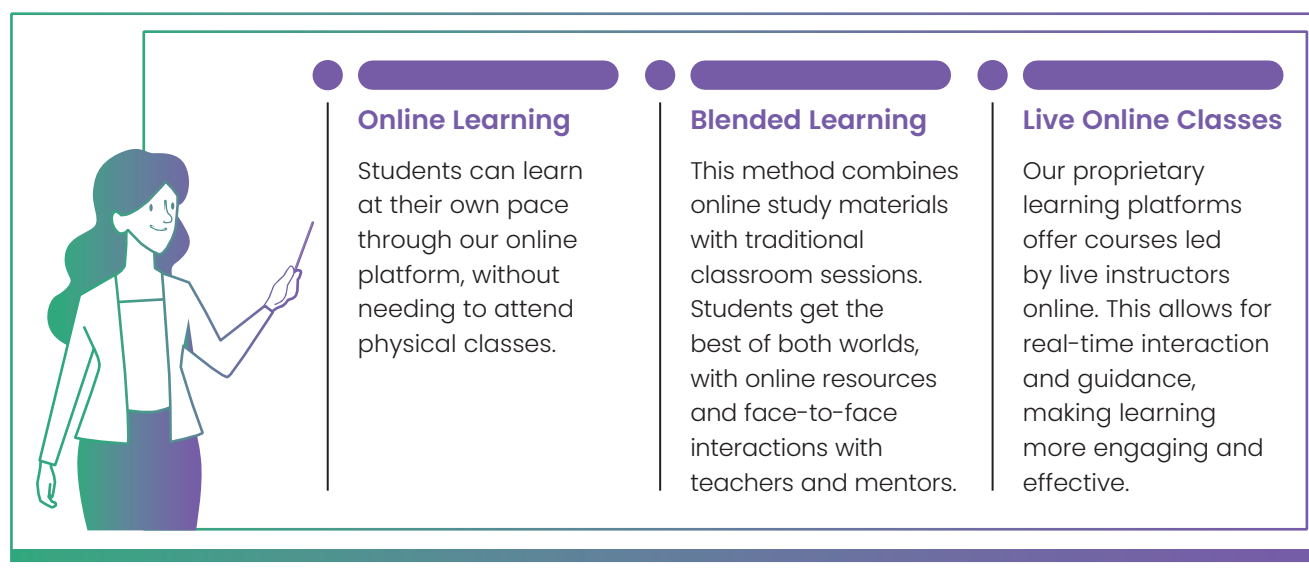 Online Learning
Students can learn
at their own pace
through our online
platform, without
needing to attend
physical classes.
Blended Learning
This method combines
online study materials
with traditional
classroom sessions.
Students get the
best of both worlds,
with online resources
and face-to-face
interactions with
teachers and mentors.
Live Online Classes
Our proprietary
learning platforms
offer courses led
by live instructors
online. This allows for
real-time interaction
and guidance,
making learning
more engaging and
effective.